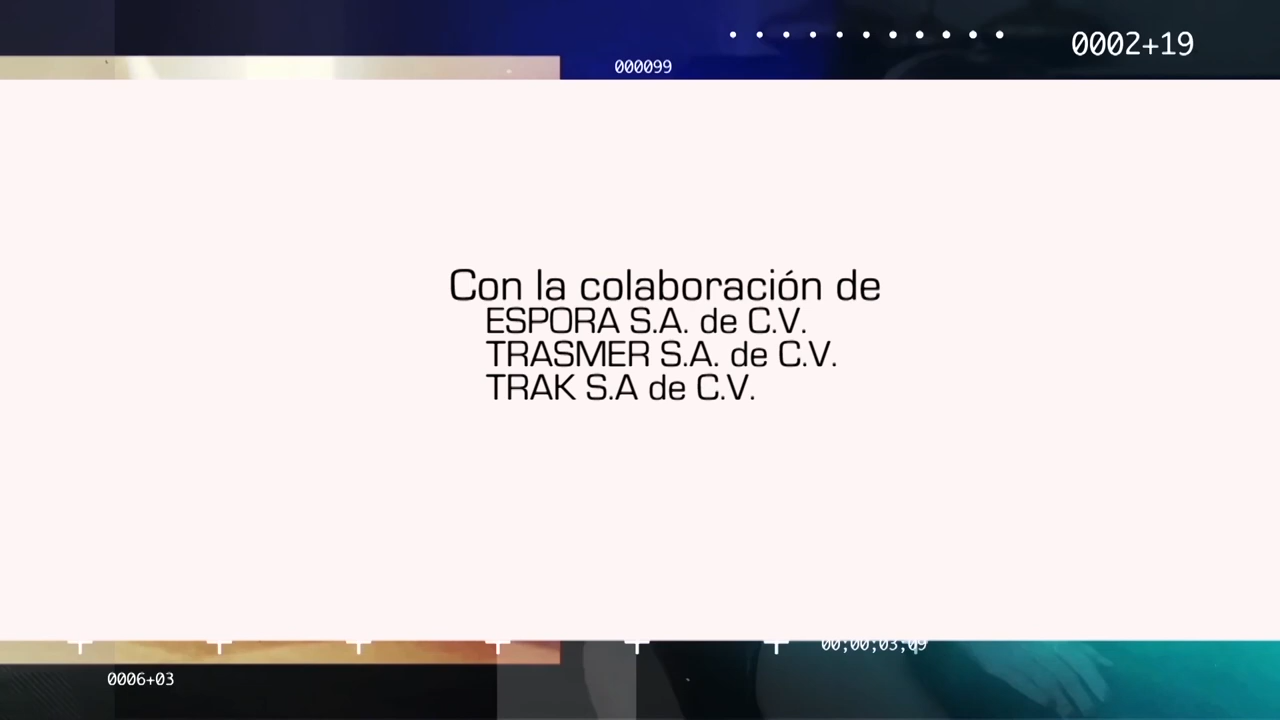 0002+19
000099
Con la colaboración de
ESPORA S.A. de C.V.
TRASMER S.A. de C.V.
TRAK S.A de C.V.
00;00;03;09
0006+03